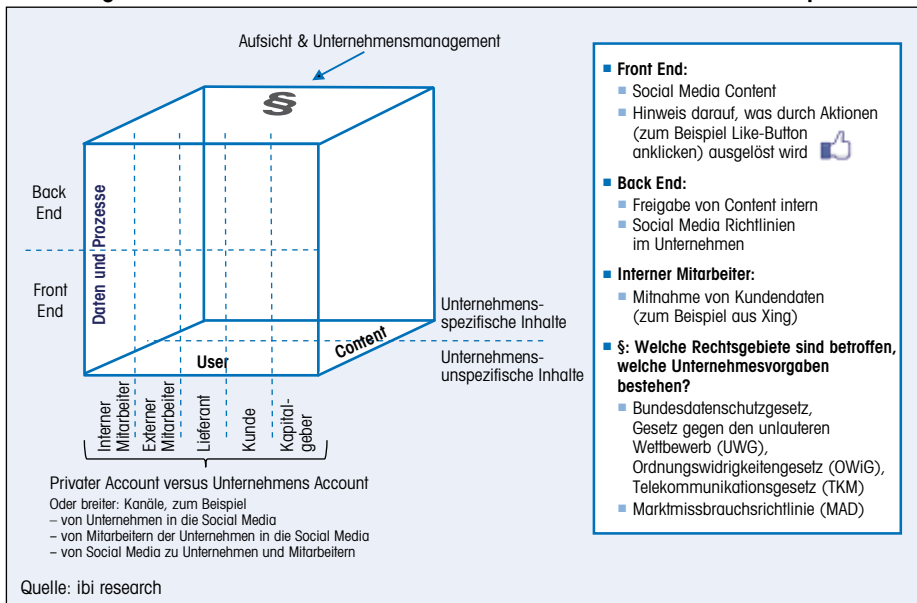 Aufsicht & Unternehmensmanagement
§
Back
End
Front
End
Daten und Prozesse
User
Content
Unternehmens-
spezifische Inhalte
Unternehmens-
unspezifische Inhalte
Interner
Mitarbeiter
Externer
Mitarbeiter
Lieferant
Kunde
Kapital-
geber
Privater Account versus Unternehmens Account
Oder breiter: Kanäle, zum Beispiel
– von Unternehmen in die Social Media
– von Mitarbeitern der Unternehmen in die Social Media
– von Social Media zu Unternehmen und Mitarbeitern
Quelle: ibi research
Front End:
Social Media Content
Hinweis darauf, was durch Aktionen
(zum Beispiel Like-Button
anklicken) ausgelöst wird
Back End:
Freigabe von Content intern
Social Media Richtlinien
im Unternehmen
Interner Mitarbeiter:
Mitnahme von Kundendaten
(zum Beispiel aus Xing)
§: Welche Rechtsgebiete sind betroffen,
welche Unternehmesvorgaben
bestehen?
Bundesdatenschutzgesetz,
Gesetz gegen den unlauteren
Wettbewerb (UWG),
Ordnungswidrigkeitengesetz (OWiG),
Telekommunikationsgesetz (TKM)
Marktmissbrauchsrichtlinie (MAD)